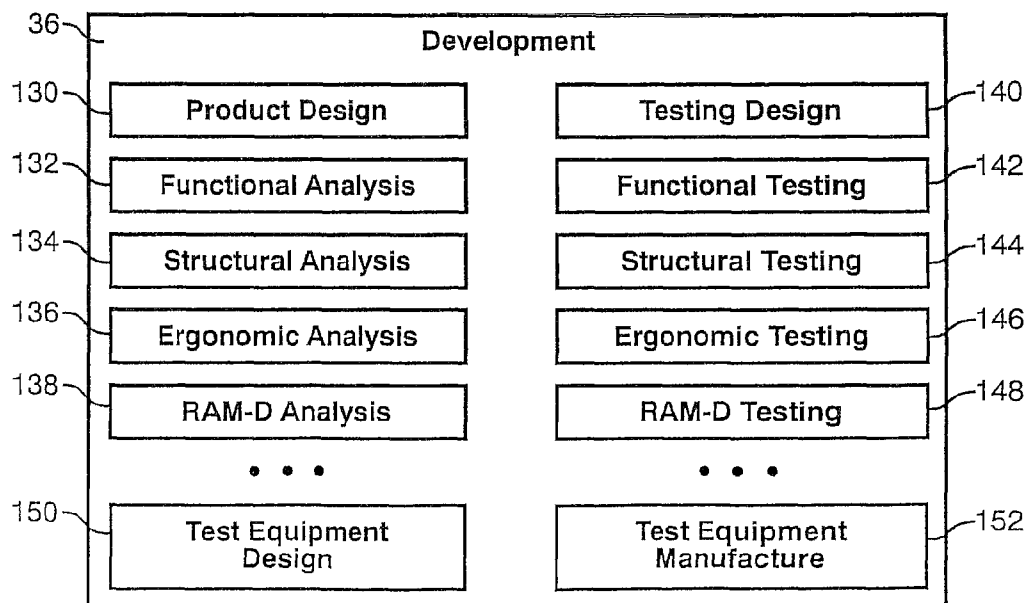 36
Development
130
Product Design
Testing Design
140
132
Functional Analysis
Functional Testing
142
134
Structural Analysis
Structural Testing
144
136
Ergonomic Analysis
Ergonomic Testing
146
138
RAM-D Analysis
RAM-D Testing
148
• • •
• • •
150
Test Equipment
Design
Test Equipment
Manufacture
152